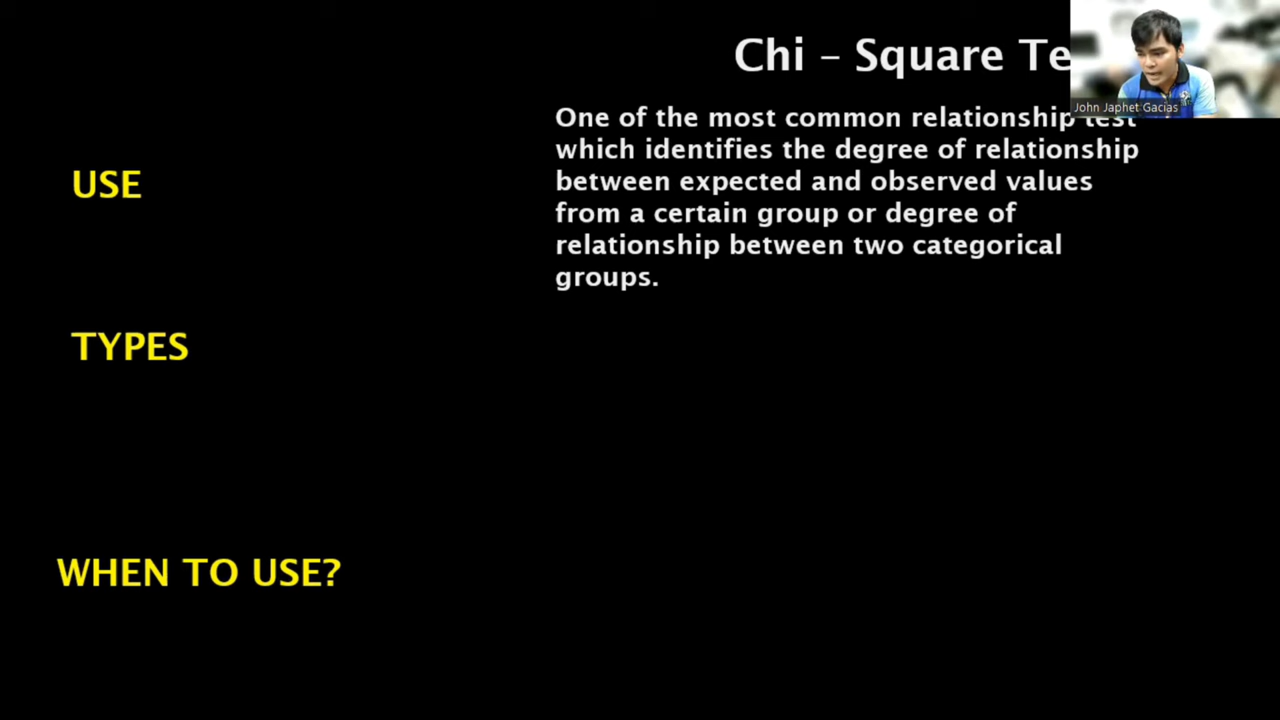 Chi – Square Te
John Japhet Gacias
One of the most common relationship test
which identifies the degree of relationship
USE
between expected and observed values
from a certain group or degree of
relationship between two categorical
groups.
TYPES
WHEN TO USE?